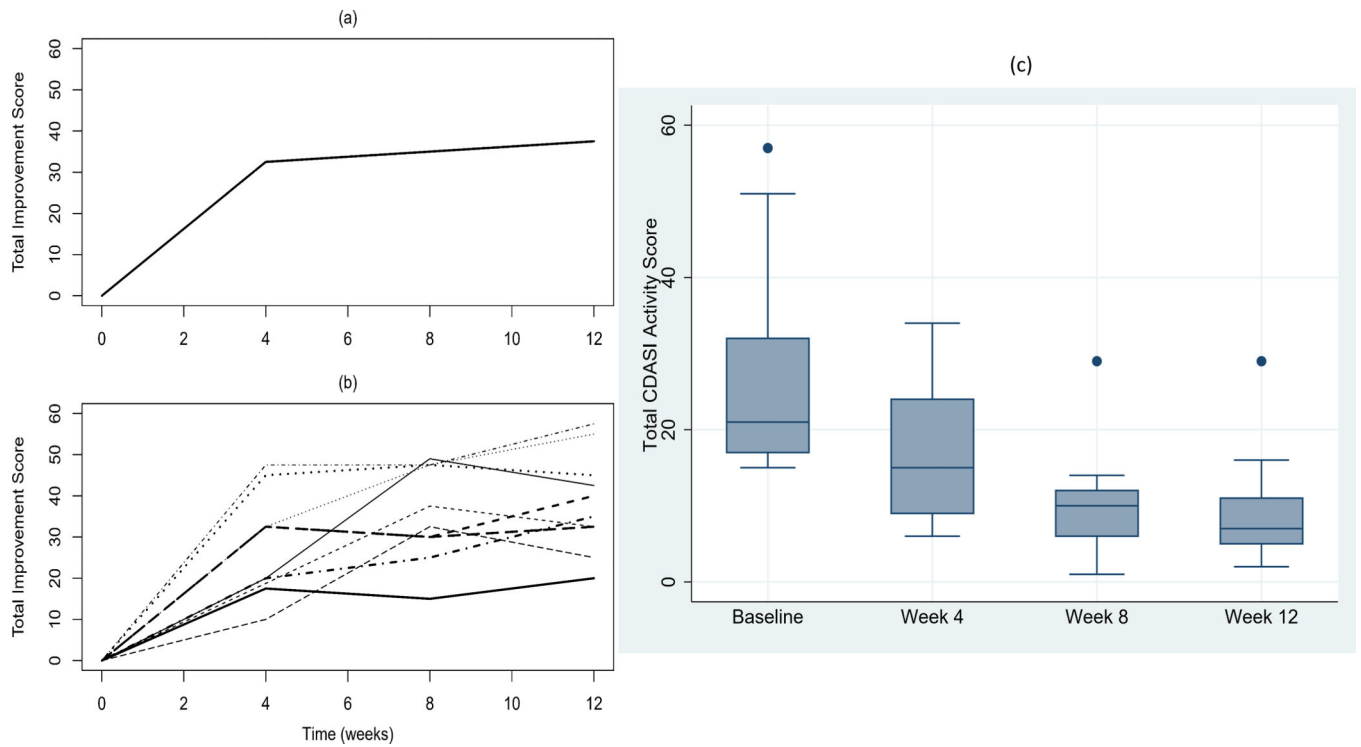 (a)
Total Improvement Score
60
50
40
30
20
10
0
0 2 4 6 8 10 12
(b)
Total Improvement Score
60
50
40
30
20
10
0
0 2 4 6 8 10 12
Time (weeks)
(c)
Total CDASI Activity Score
60
40
20
0
Baseline Week 4 Week 8 Week 12